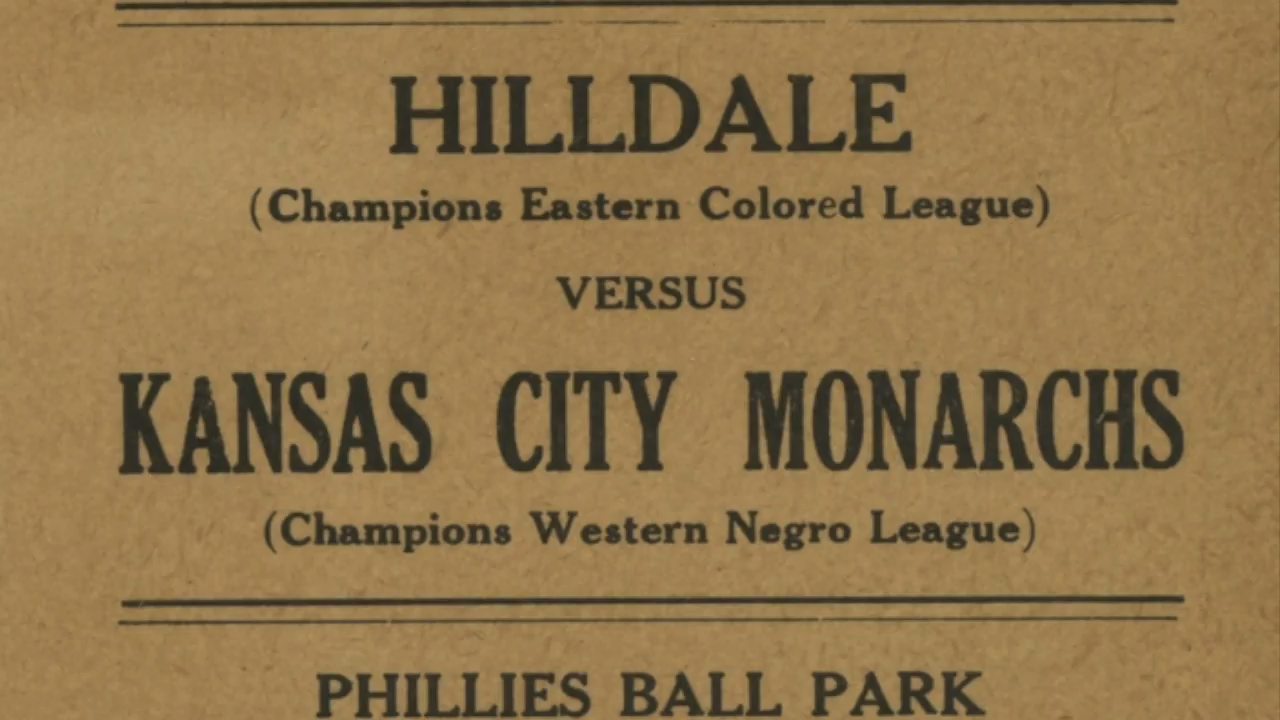 HILLDALE
(Champions Eastern Colored League)
VERSUS
KANSAS CITY MONARCHS
(Champions Western Negro League)
PHILLIES BALL PARK